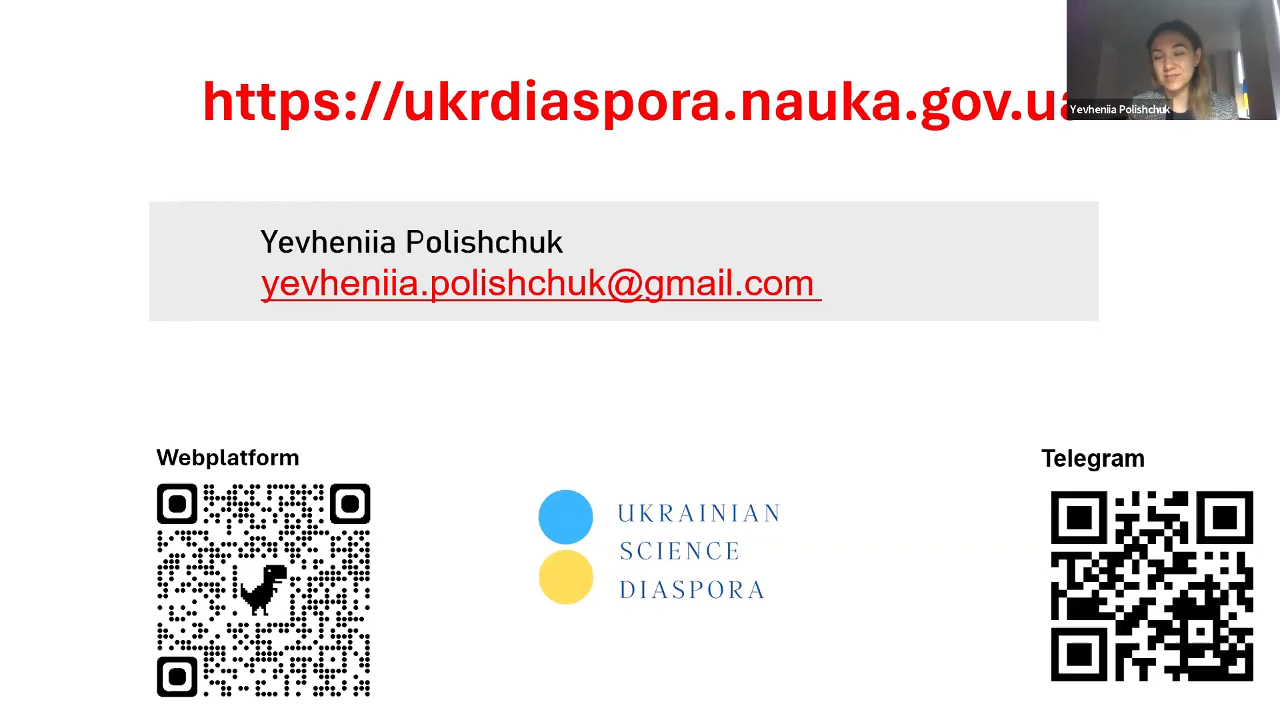 https://ukrdiaspora.nauka.gov.ua
Yevheniia Polishchuk
Yevheniia Polishchuk
yevheniia.polishchuk@gmail.com
Webplatform
Telegram
UKRAINIAN
SCIENCE
DIASPORA